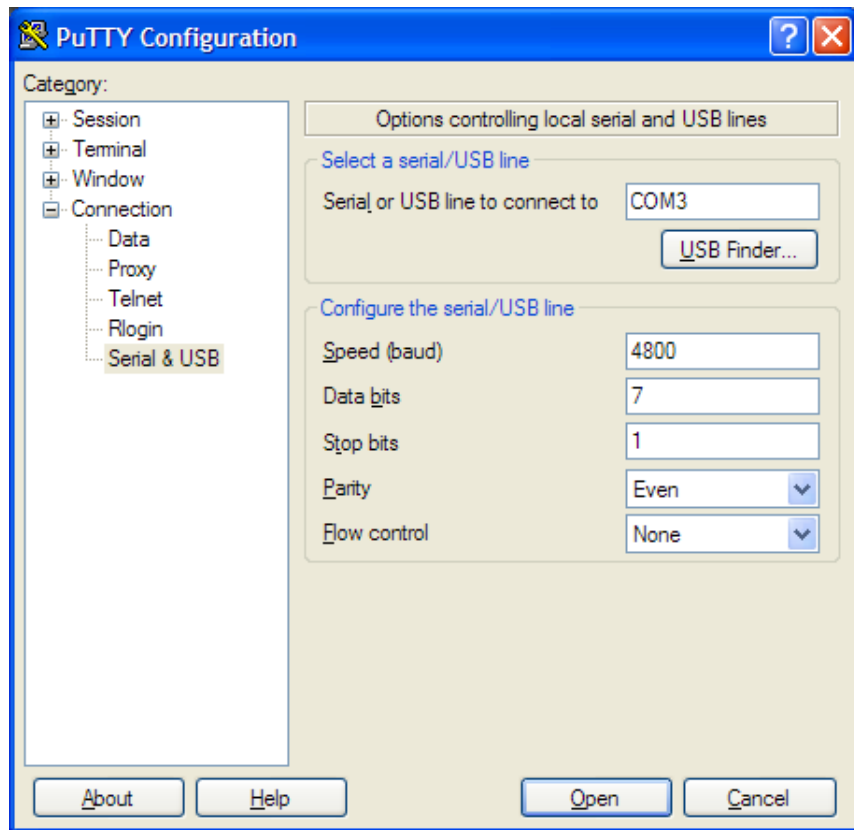 PuTTY Configuration
Category:
Session
Terminal
Window
Connection
Data
Proxy
Telnet
Rlogin
Serial & USB
Options controlling local serial and USB lines
Select a serial/USB line
Serial or USB line to connect to COM3
USB Finder...
Configure the serial/USB line
Speed (baud) 4800
Data bits 7
Stop bits 1
Parity Even
Flow control None
About Help Open Cancel